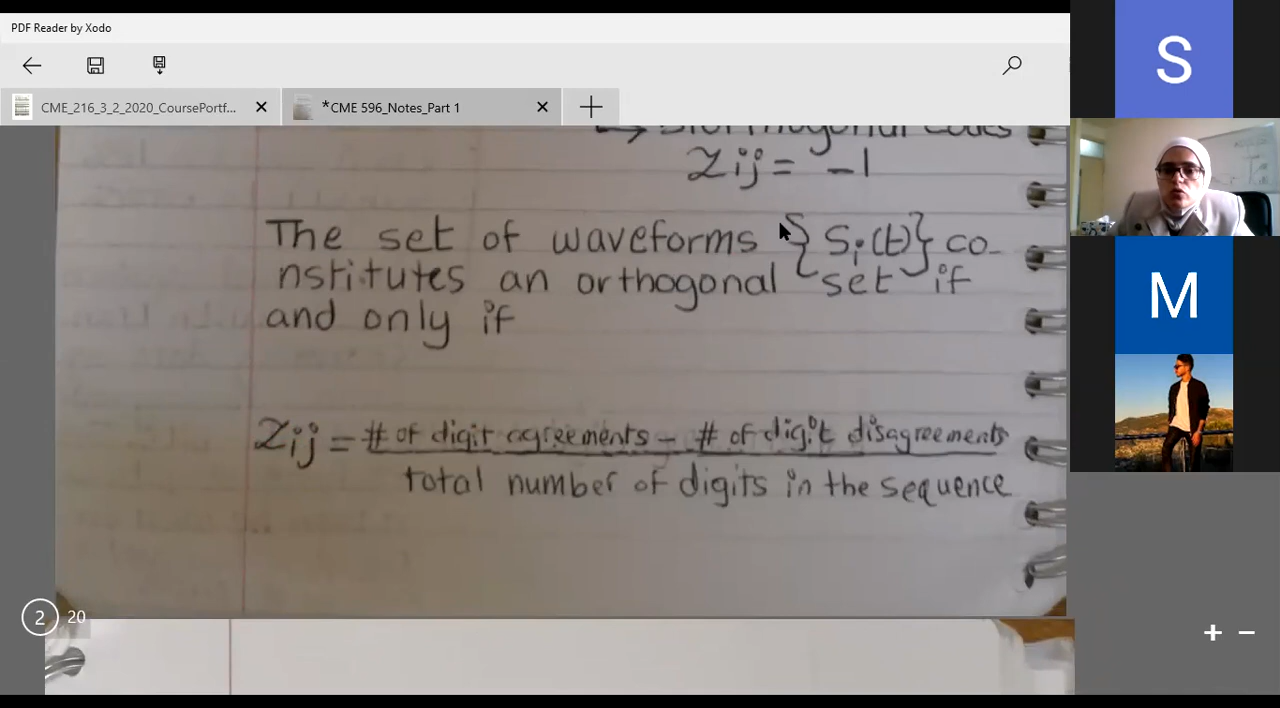 PDF Reader by Xodo
CME_216_3_2_2020_CoursePortf...
*CME 596_Notes_Part 1
Zij = -1
The set of waveforms {Si(t)} co-
nstitutes an orthogonal set if
and only if
Zij = # of digit agreements - # of digit disagreements
total number of digits in the sequence
2 20
S
M